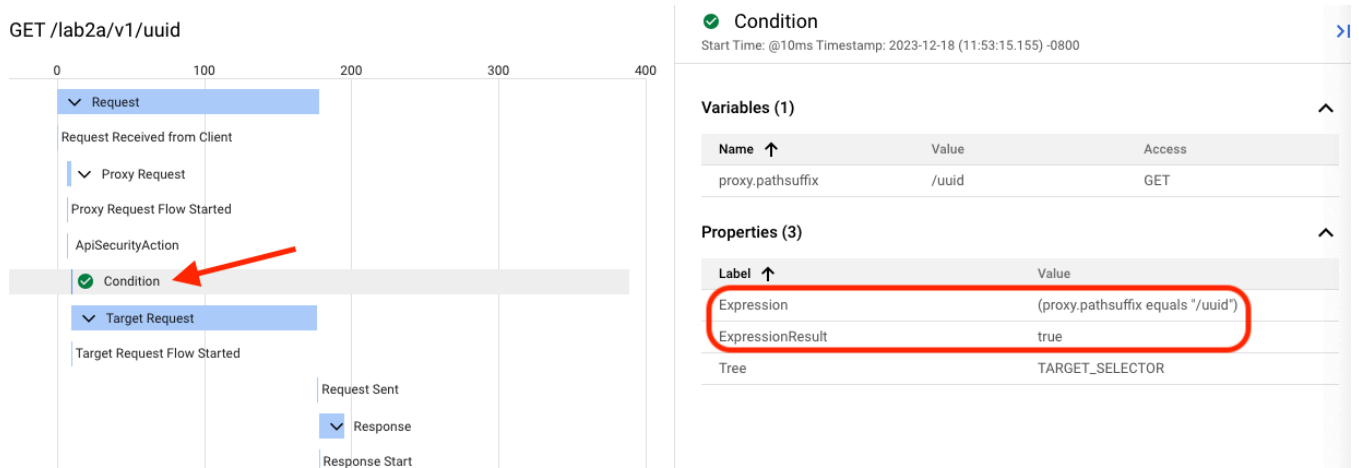 GET /lab2a/v1/uuid
0 100 200 300 400
Request
Request Received from Client
Proxy Request
Proxy Request Flow Started
ApiSecurityAction
Condition
Target Request
Target Request Flow Started
Request Sent
Response
Response Start
Condition
Start Time: @10ms Timestamp: 2023-12-18 (11:53:15.155) -0800
Variables (1)
Name Value Access
proxy.pathsuffix /uuid GET
Properties (3)
Label Value
Expression (proxy.pathsuffix equals "/uuid")
ExpressionResult true
Tree TARGET_SELECTOR